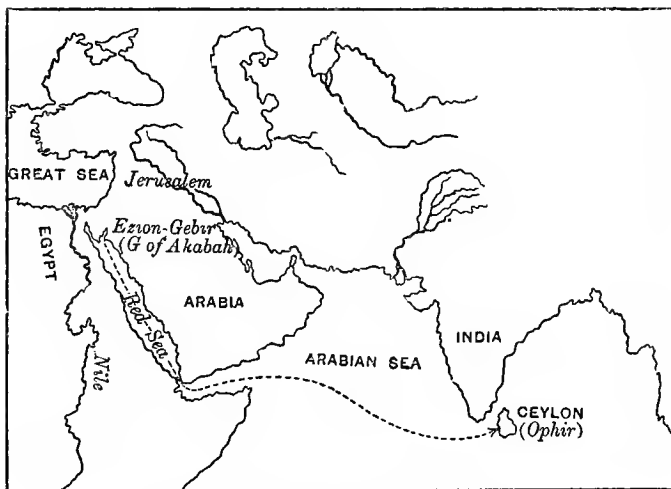 GREAT SEA
Jerusalem
Ezion-Gebir
(G of Akabah)
EGYPT
Red Sea
ARABIA
Nile
ARABIAN SEA
INDIA
CEYLON
(Ophir)